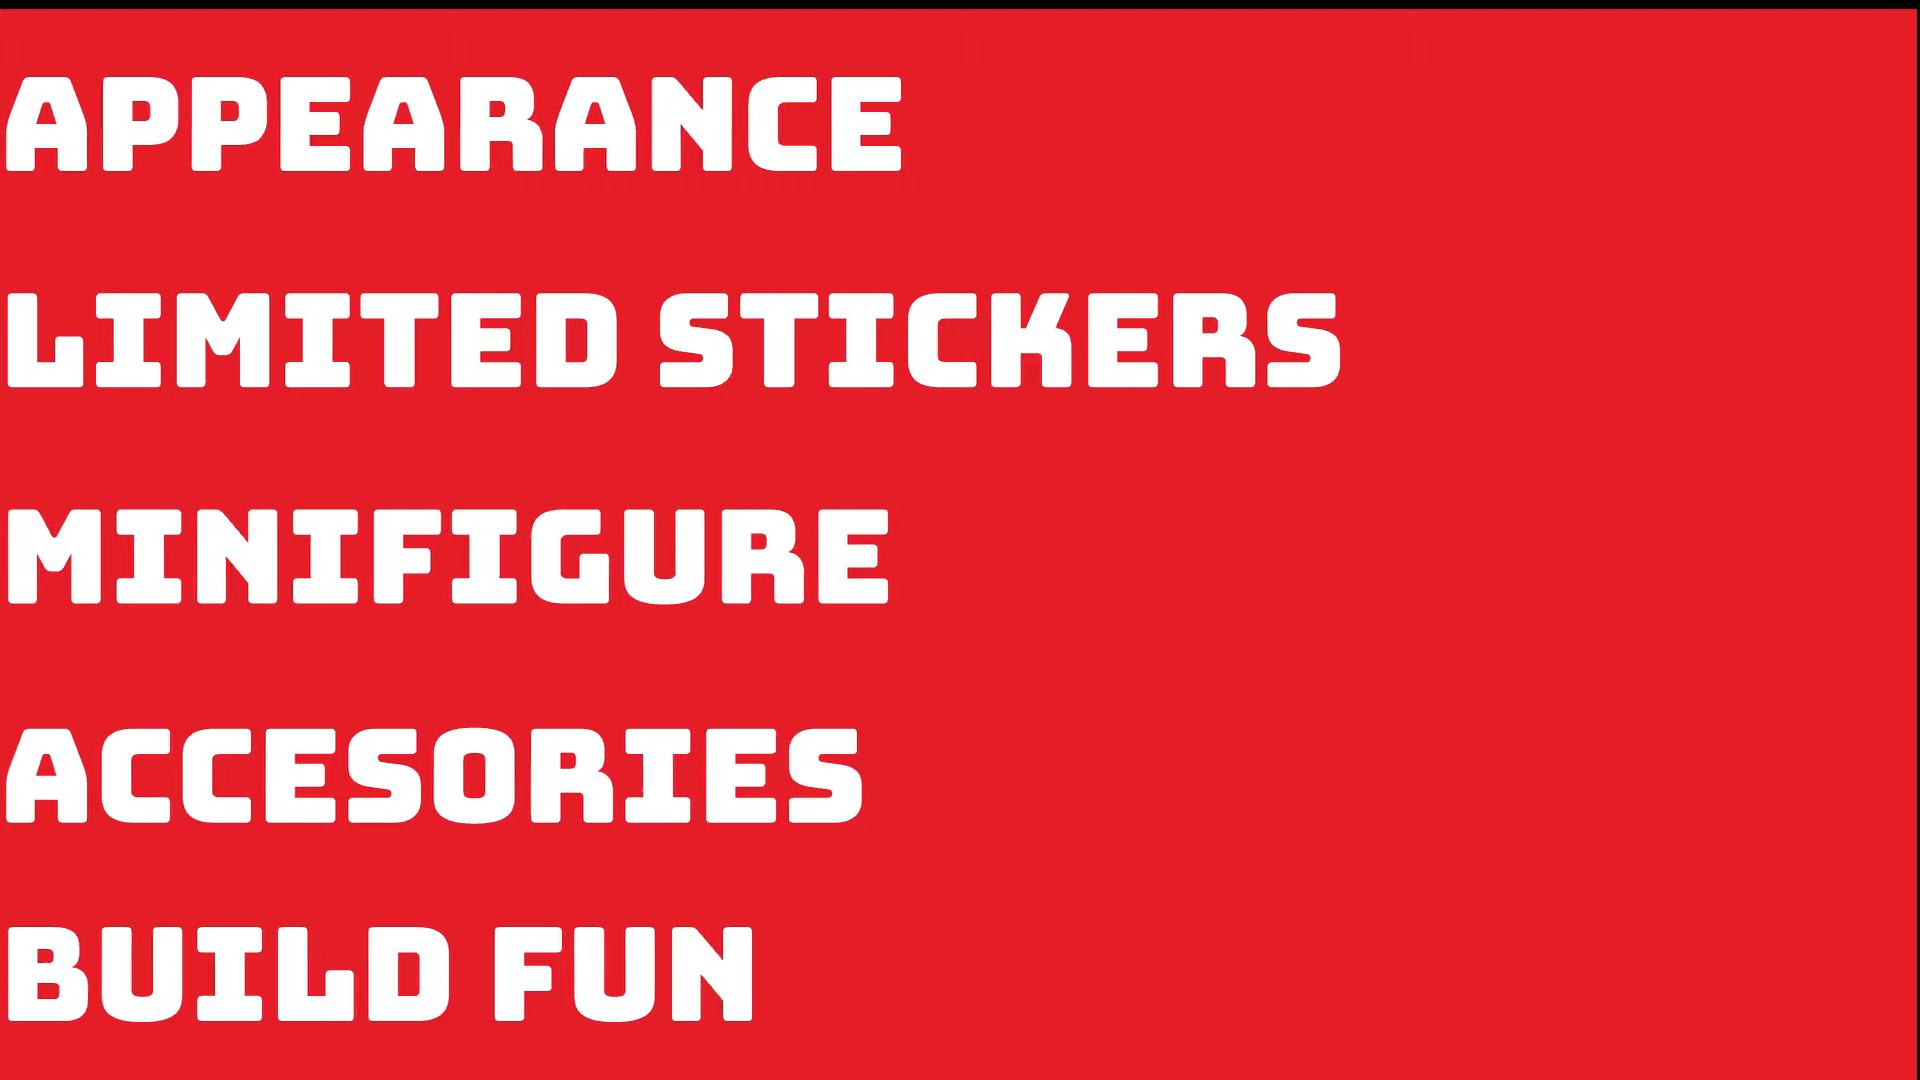 APPEARANCE
LIMITED STICKERS
MINIFIGURE
ACCESORIES
BUILD FUN